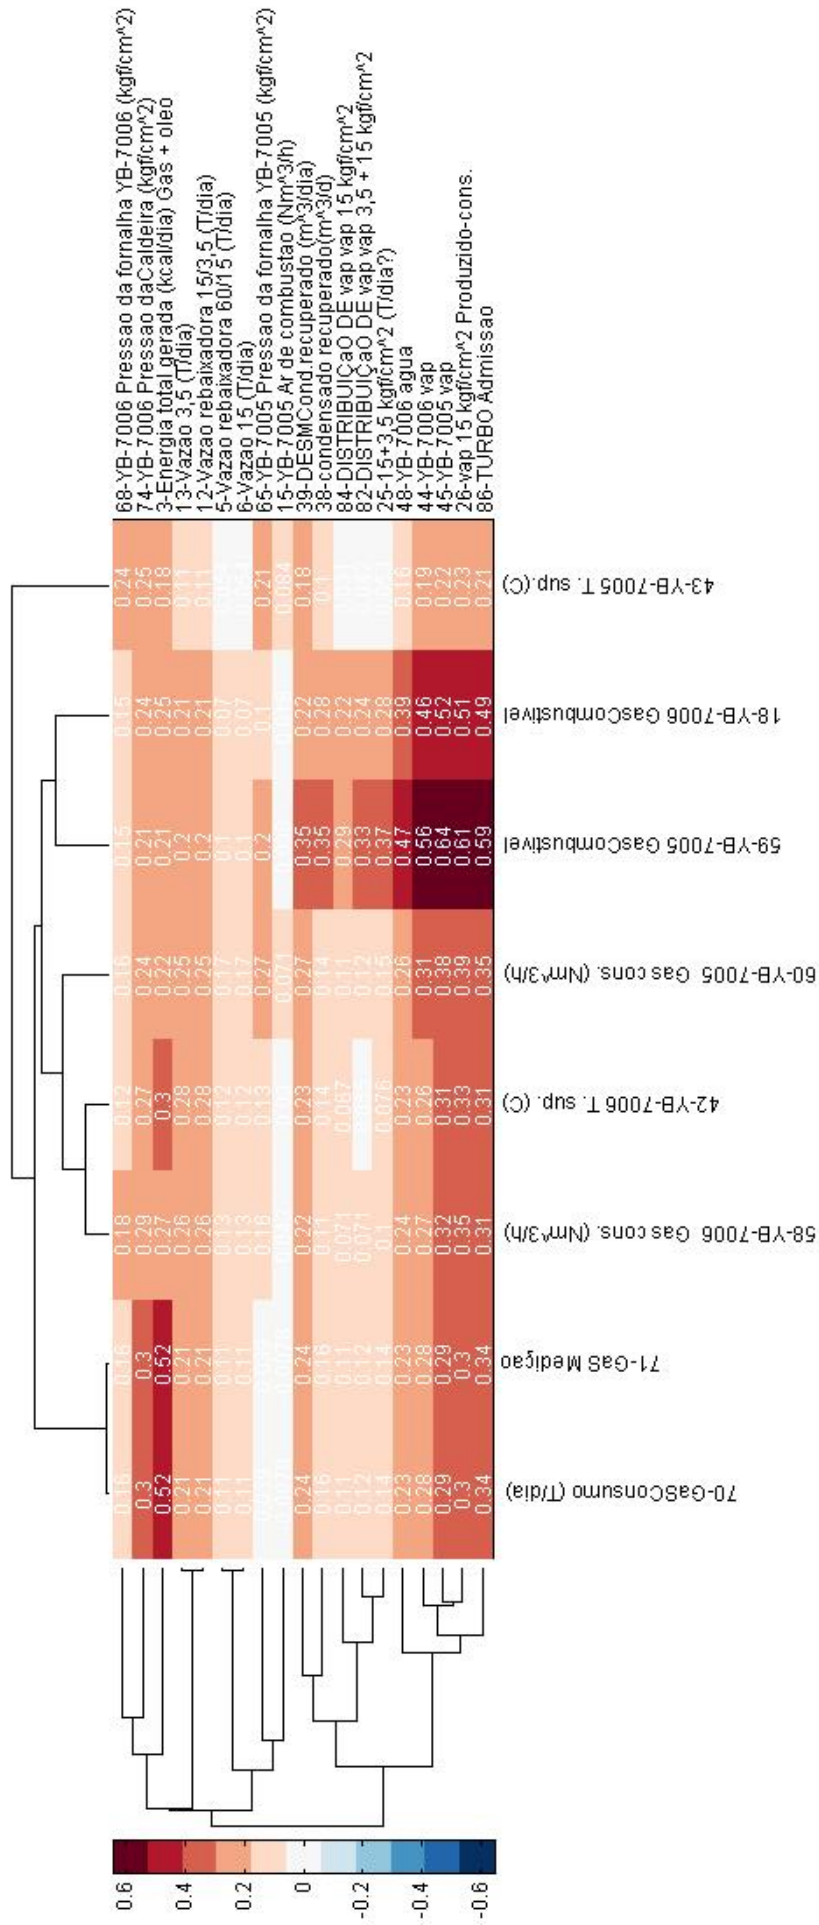 68-YB-7006 Pressao da fornalha YB-7006 (kgf/cm^2)
74-YB-7006 Pressao daCaldeira (kgf/cm^2)
3-Energia total gerada (kcal/dia) Gas + oleo
13-Vazao 3,5 (T/dia)
12-Vazao rebaixadora 15/3,5 (T/dia)
5-Vazao rebaixadora 60/15 (T/dia)
6-Vazao 15 (T/dia)
65-YB-7005 Pressao da fornalha YB-7005 (kgf/cm^2)
15-YB-7005 Ar de combustao (Nm^3/h)
39-DESMCond.recuperado (m^3/dia)
38-condensado recuperado(m^3/d)
84-DISTRIBUIÇaO DE vap vap 15 kgf/cm^2
82-DISTRIBUIÇaO DE vap vap 3,5 + 15 kgf/cm^2
25-15+3,5 kgf/cm^2 (T/dia?)
48-YB-7006 agua
44-YB-7006 vap
45-YB-7005 vap
26-vap 15 kgf/cm^2 Produzido-cons.
86-TURBO Admissao
0.16 0.16 0.18 0.12 0.16 0.15 0.15 0.24
0.3 0.3 0.29 0.27 0.24 0.21 0.24 0.25
0.52 0.52 0.27 0.3 0.22 0.21 0.25 0.18
0.21 0.21 0.26 0.28 0.25 0.2 0.21 0.11
0.21 0.21 0.26 0.28 0.25 0.2 0.21 0.11
0.11 0.11 0.13 0.12 0.17 0.1 0.07
0.11 0.11 0.13 0.12 0.17 0.1 0.07
0.16 0.13 0.27 0.2 0.1 0.21
0.071 0.084
0.24 0.24 0.22 0.23 0.27 0.35 0.22 0.18
0.16 0.16 0.11 0.14 0.14 0.35 0.28 0.1
0.11 0.11 0.071 0.067 0.11 0.29 0.22
0.12 0.12 0.071 0.12 0.33 0.24
0.14 0.14 0.1 0.076 0.15 0.37 0.28
0.23 0.23 0.24 0.23 0.26 0.47 0.39 0.16
0.28 0.28 0.27 0.26 0.31 0.56 0.46 0.19
0.29 0.29 0.32 0.31 0.38 0.64 0.52 0.22
0.3 0.3 0.35 0.33 0.39 0.61 0.51 0.23
0.34 0.34 0.31 0.31 0.35 0.59 0.49 0.21
70-GaSConsumo (T/dia)
71-GaS Mediçao
58-YB-7006 Gas cons. (Nm^3/h)
42-YB-7006 T. sup. (C)
60-YB-7005 Gas cons. (Nm^3/h)
59-YB-7005 GasCombustivel
18-YB-7006 GasCombustivel
43-YB-7005 T. sup.(C)
0.6
0.4
0.2
0
-0.2
-0.4
-0.6